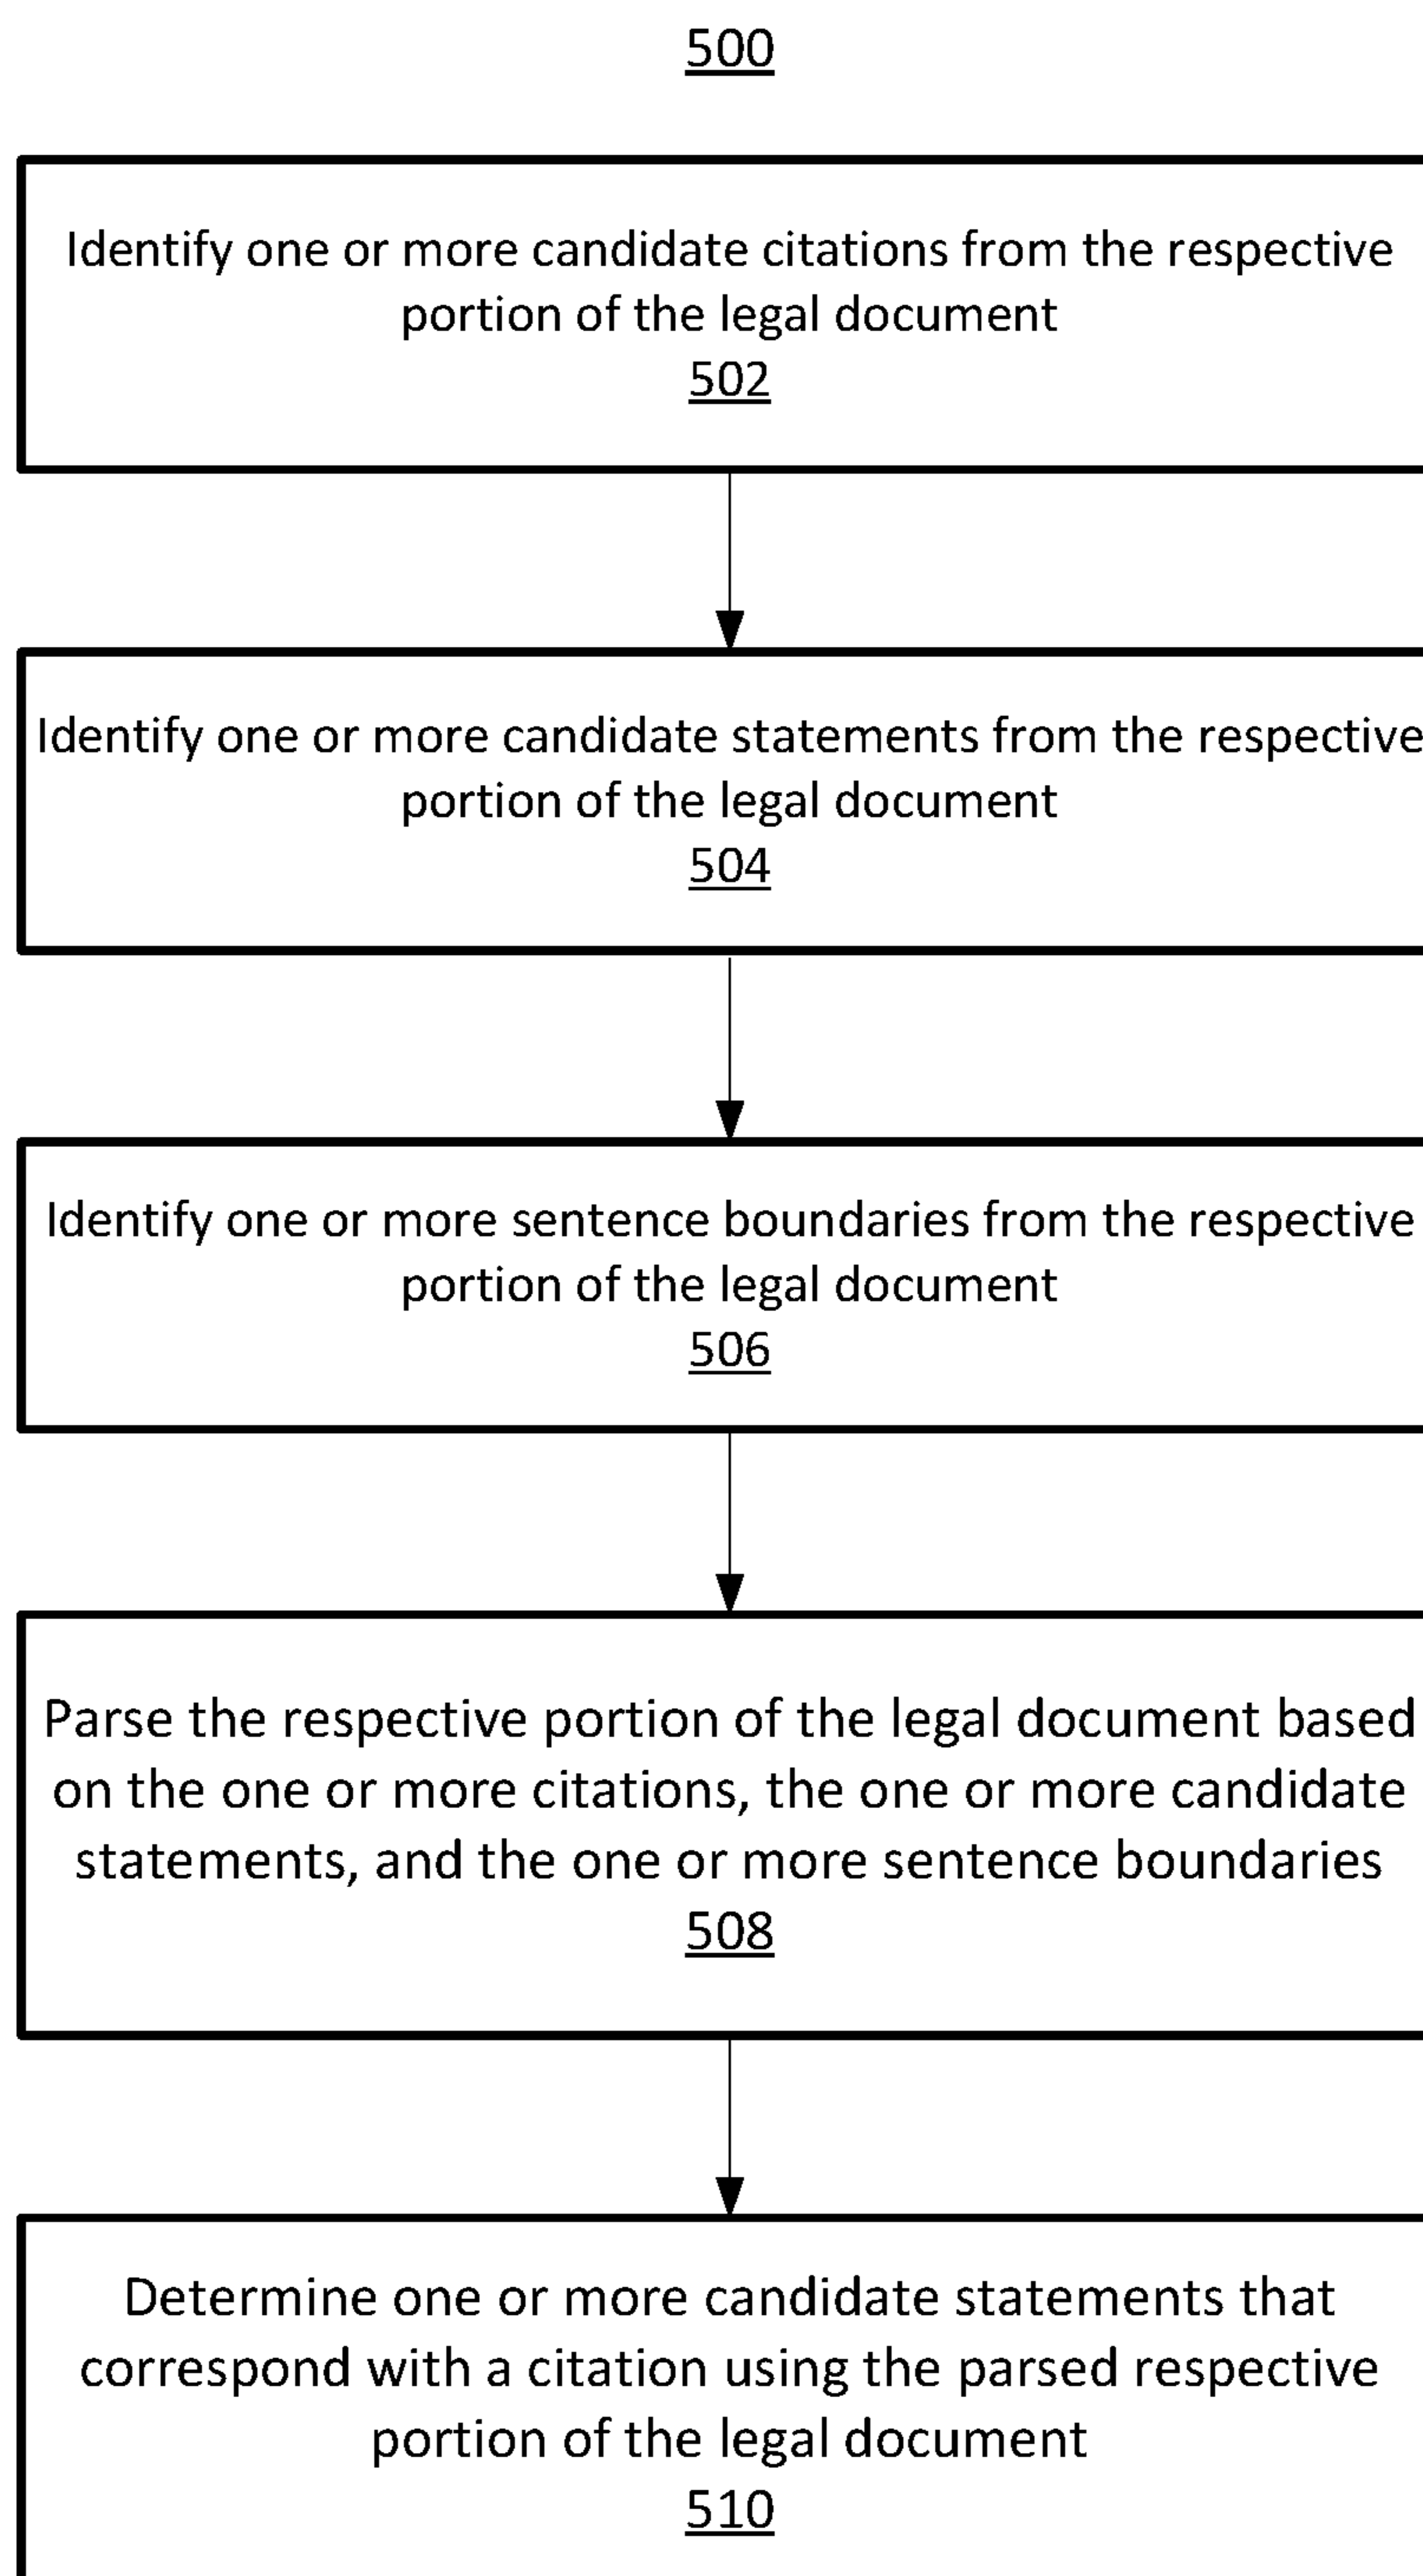 500
Identify one or more candidate citations from the respective
portion of the legal document
502
Identify one or more candidate statements from the respective
portion of the legal document
504
Identify one or more sentence boundaries from the respective
portion of the legal document
506
Parse the respective portion of the legal document based
on the one or more citations, the one or more candidate
statements, and the one or more sentence boundaries
508
Determine one or more candidate statements that
correspond with a citation using the parsed respective
portion of the legal document
510